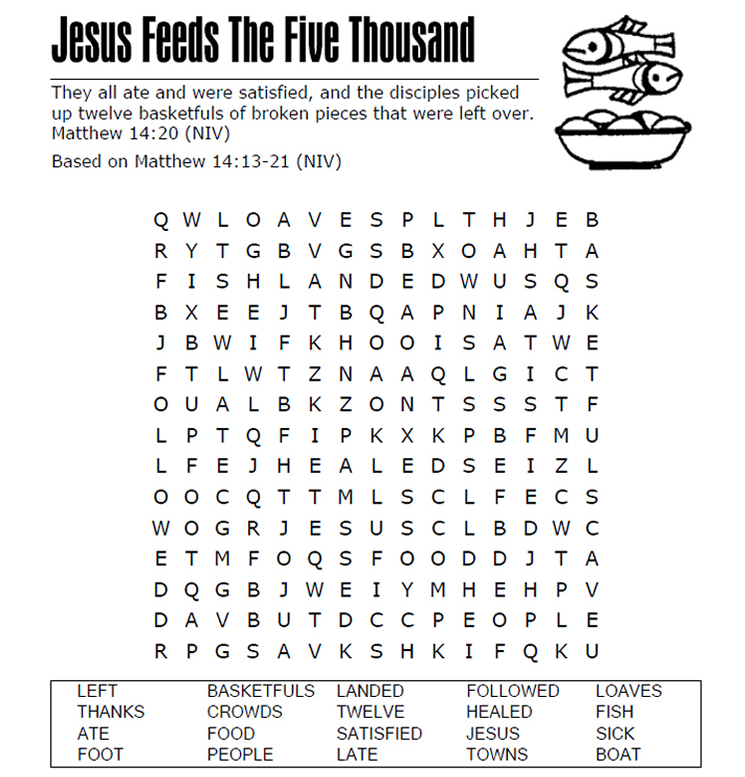 Jesus Feeds The Five Thousand
They all ate and were satisfied, and the disciples picked
up twelve basketfuls of broken pieces that were left over.
Matthew 14:20 (NIV)
Based on Matthew 14:13-21 (NIV)
Q W L O A V E S P L T H J E B
R Y T G B V G S B X O A H T A
F I S H L A N D E D W U S Q S
B X E E J T B Q A P N I A J K
J B W I F K H O O I S A T W E
F T L W T Z N A A Q L G I C T
O U A L B K Z O N T S S S T F
L P T Q F I P K X K P B F M U
L F E J H E A L E D S E I Z L
O O C Q T T M L S C L F E C S
W O G R J E S U S C L B D W C
E T M F O Q S F O O D D J T A
D Q G B J W E I Y M H E H P V
D A V B U T D C C P E O P L E
R P G S A V K S H K I F Q K U
LEFT BASKETFULS LANDED FOLLOWED LOAVES
THANKS CROWDS TWELVE HEALED FISH
ATE FOOD SATISFIED JESUS SICK
FOOT PEOPLE LATE TOWNS BOAT